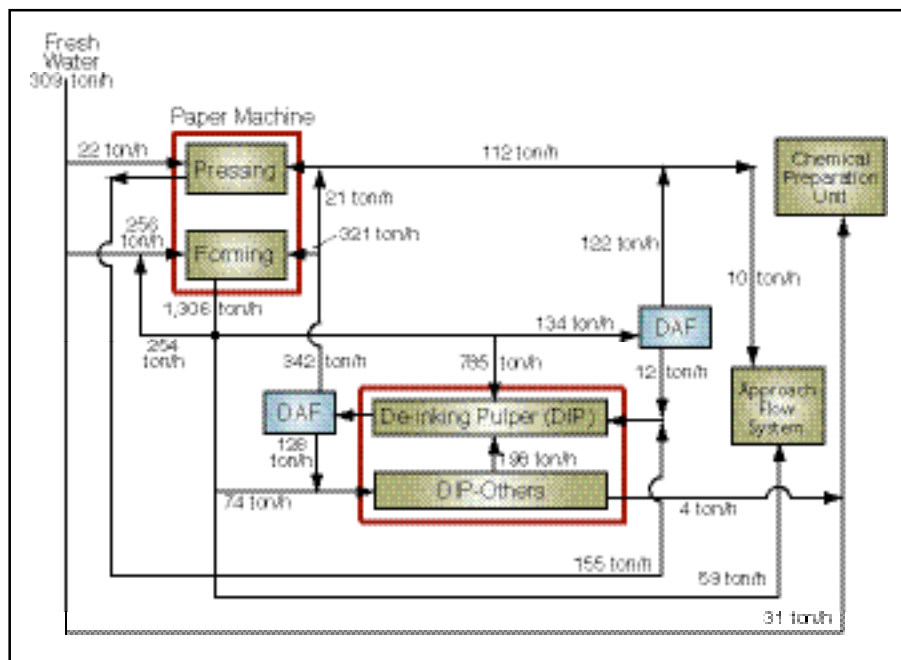 Fresh
Water
309 ton/h
Paper Machine
22 ton/h
Pressing
112 ton/h
Chemical
Preparation
Unit
21 ton/h
256
ton/h
Forming
321 ton/h
122
ton/h
10 ton/h
1,306 ton/h
134 ton/h
DAF
254
ton/h
342 ton/h
785
ton/h
12 ton/h
Approach
Flow
System
DAF
De-inking Pulper (DIP)
128
ton/h
198 ton/h
74 ton/h
DIP-Others
4 ton/h
155 ton/h
59 ton/h
31 ton/h